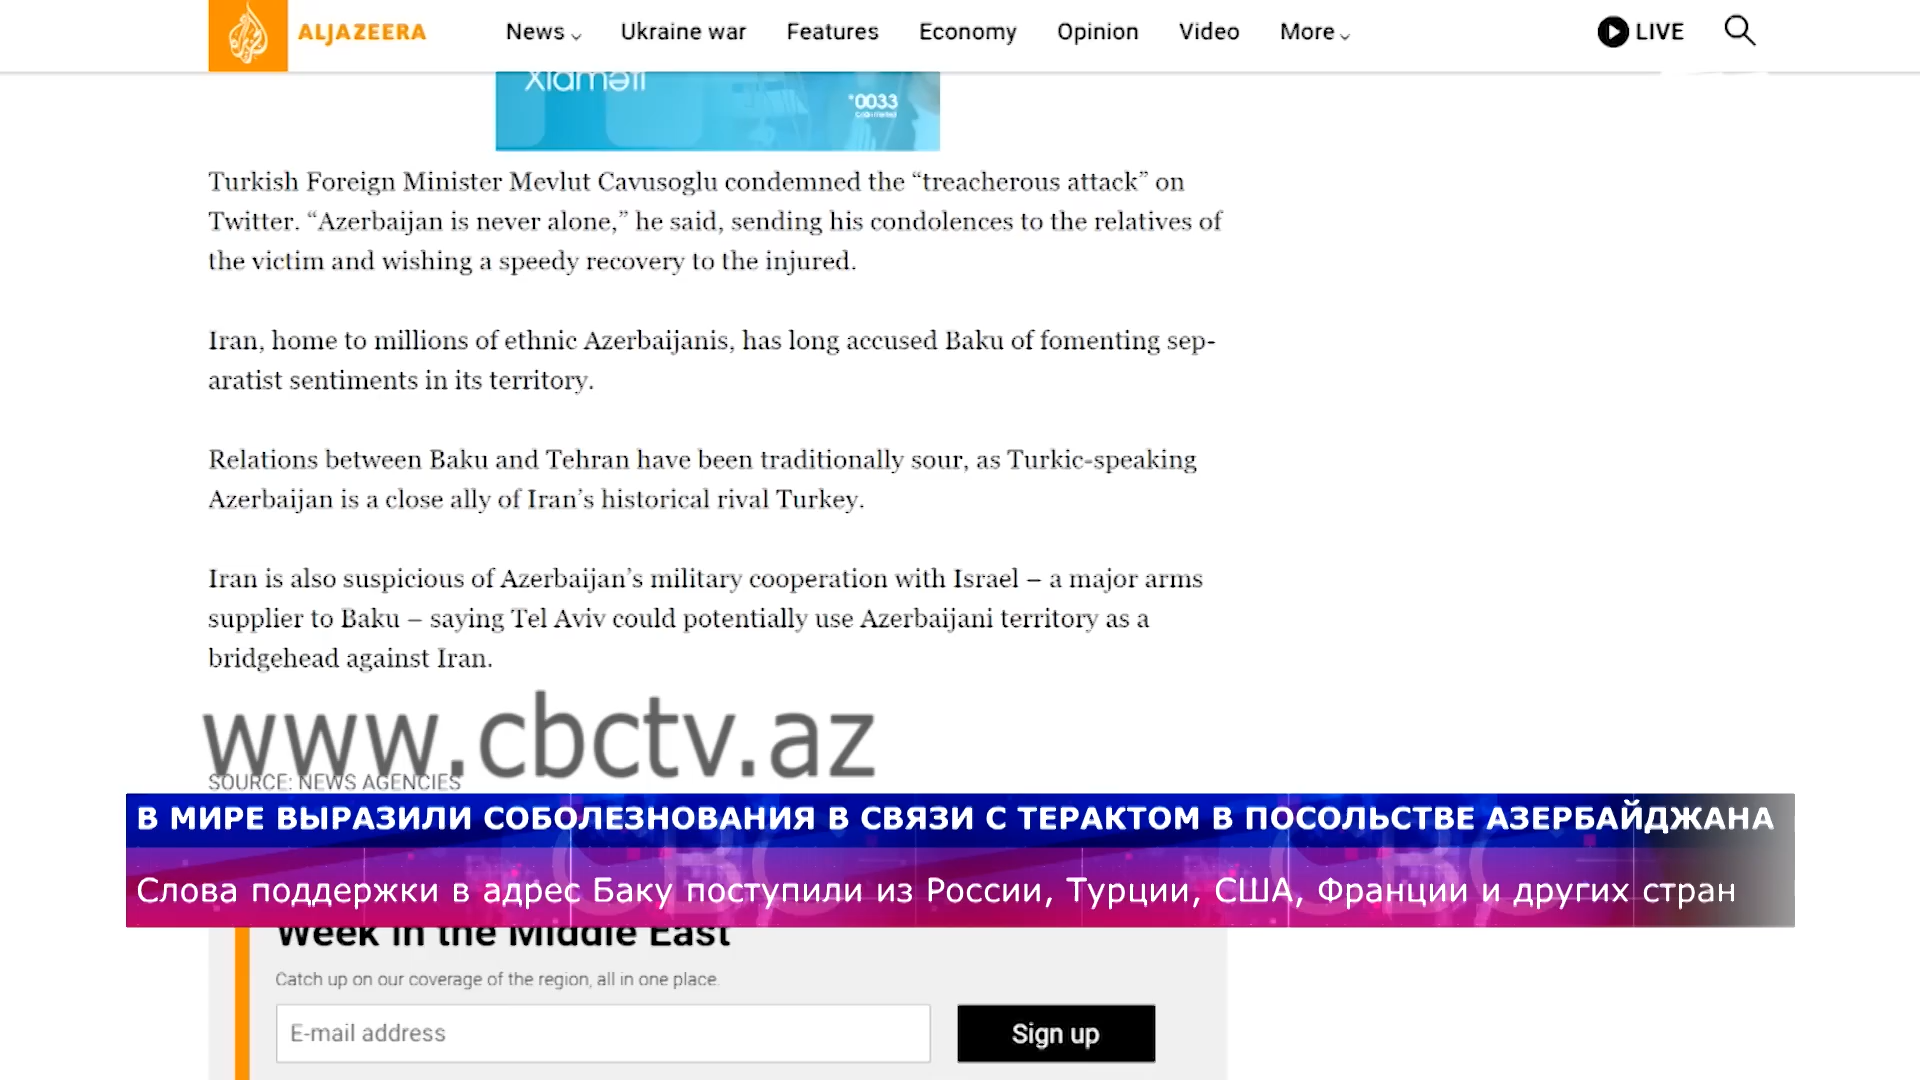 ALJAZEERA News Ukraine war Features Economy Opinion Video More LIVE
xidməti
*0033
Turkish Foreign Minister Mevlut Cavusoglu condemned the “treacherous attack” on
Twitter. “Azerbaijan is never alone,” he said, sending his condolences to the relatives of
the victim and wishing a speedy recovery to the injured.
Iran, home to millions of ethnic Azerbaijanis, has long accused Baku of fomenting sep-
aratist sentiments in its territory.
Relations between Baku and Tehran have been traditionally sour, as Turkic-speaking
Azerbaijan is a close ally of Iran’s historical rival Turkey.
Iran is also suspicious of Azerbaijan’s military cooperation with Israel – a major arms
supplier to Baku – saying Tel Aviv could potentially use Azerbaijani territory as a
bridgehead against Iran.
www.cbctv.az
SOURCE: NEWS AGENCIES
В МИРЕ ВЫРАЗИЛИ СОБОЛЕЗНОВАНИЯ В СВЯЗИ С ТЕРАКТОМ В ПОСОЛЬСТВЕ АЗЕРБАЙДЖАНА
Слова поддержки в адрес Баку поступили из России, Турции, США, Франции и других стран
Week in the Middle East
Catch up on our coverage of the region, all in one place.
E-mail address
Sign up